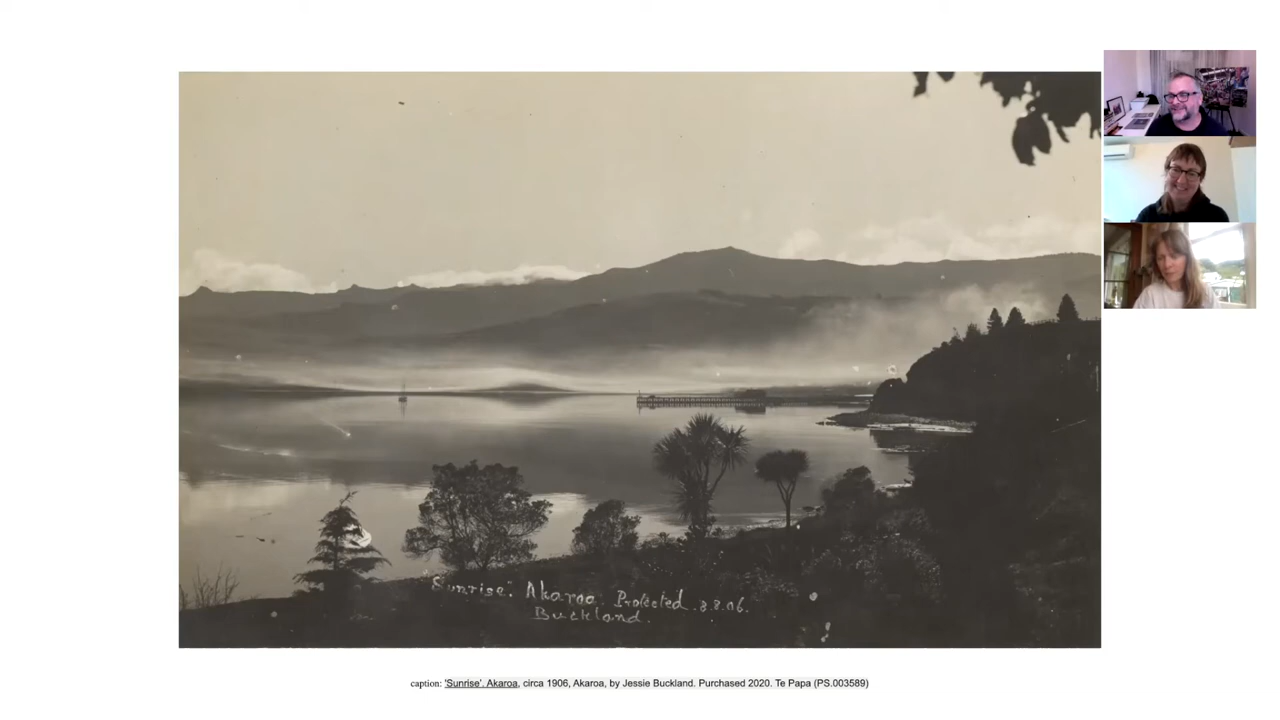 "Sunrise". Akaroa Protected. 3.8.06.
Buckland.
caption: 'Sunrise'. Akaroa, circa 1906, Akaroa, by Jessie Buckland. Purchased 2020. Te Papa (PS.003589)